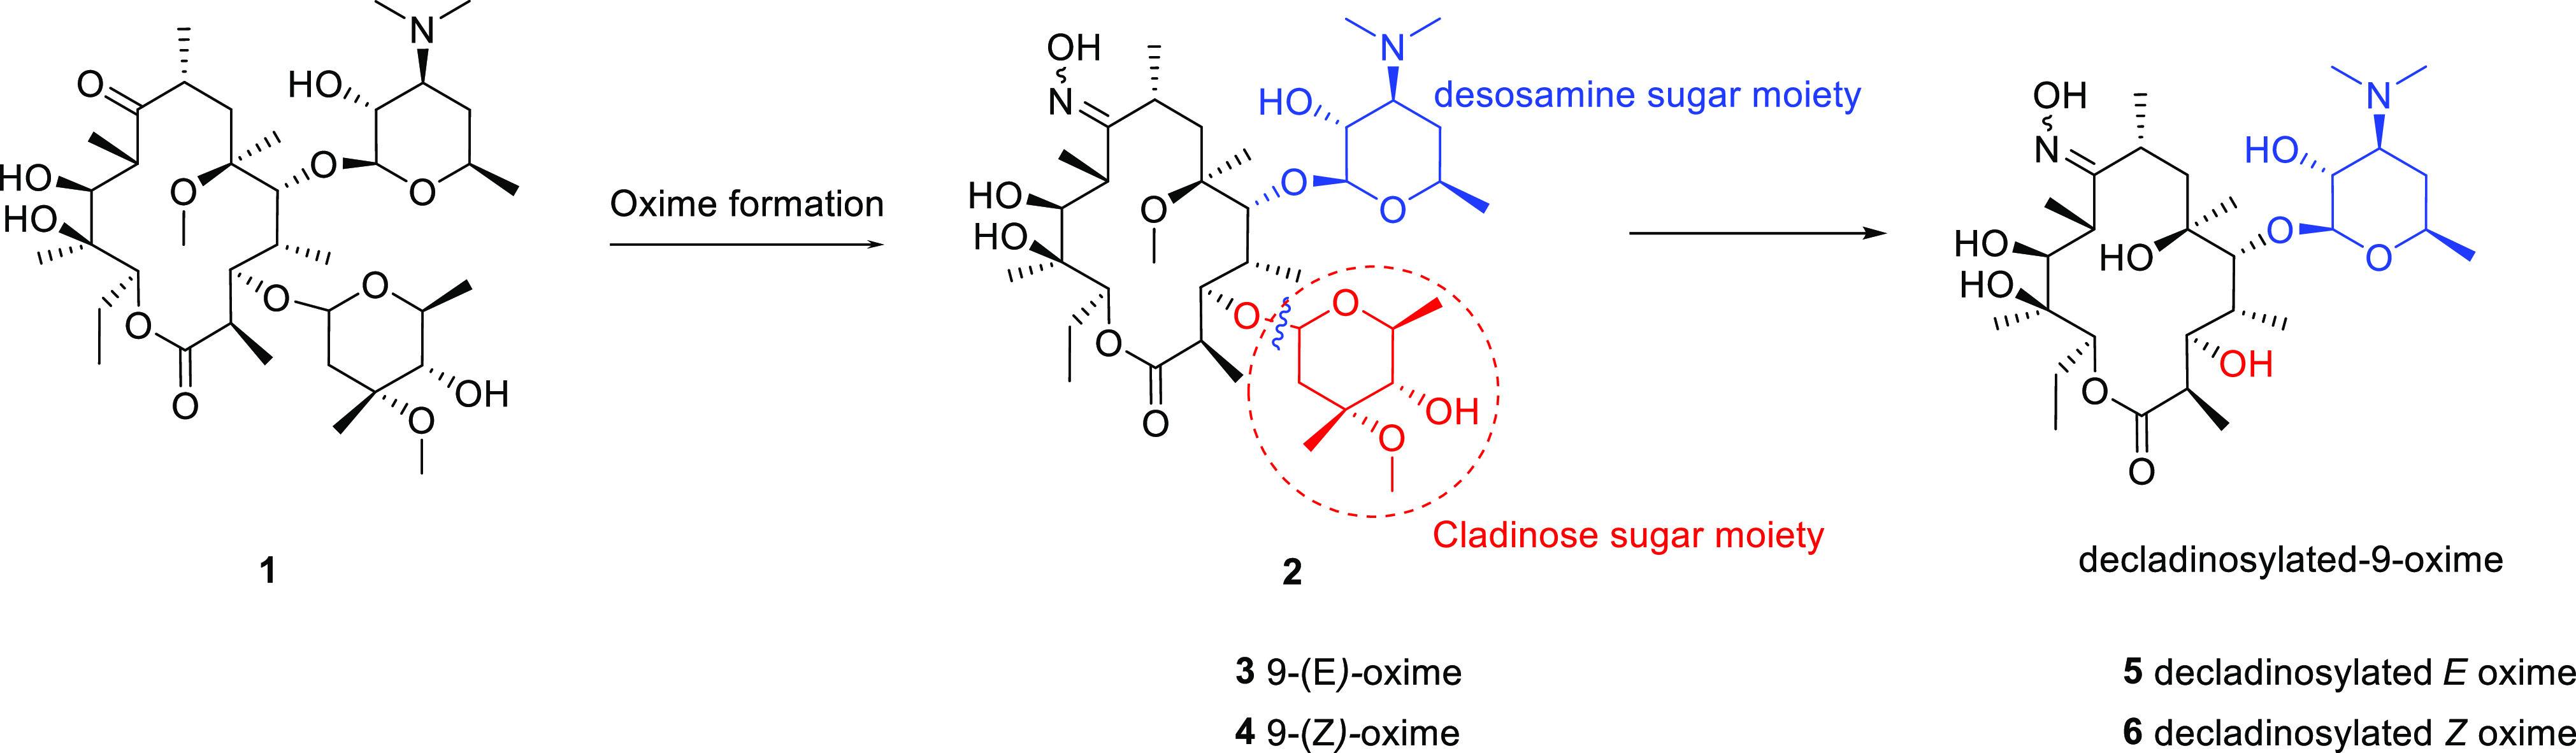 N
O
HO
O
HO
O
O
HO
O
O
O
O
OH
O
1
Oxime formation
OH
N
N
HO
desosamine sugar moiety
O
HO
O
O
HO
O
O
O
O
OH
O
Cladinose sugar moiety
2
3 9-(E)-oxime
4 9-(Z)-oxime
OH
N
N
HO
O
HO
HO
O
HO
OH
O
O
decladinosylated-9-oxime
5 decladinosylated E oxime
6 decladinosylated Z oxime